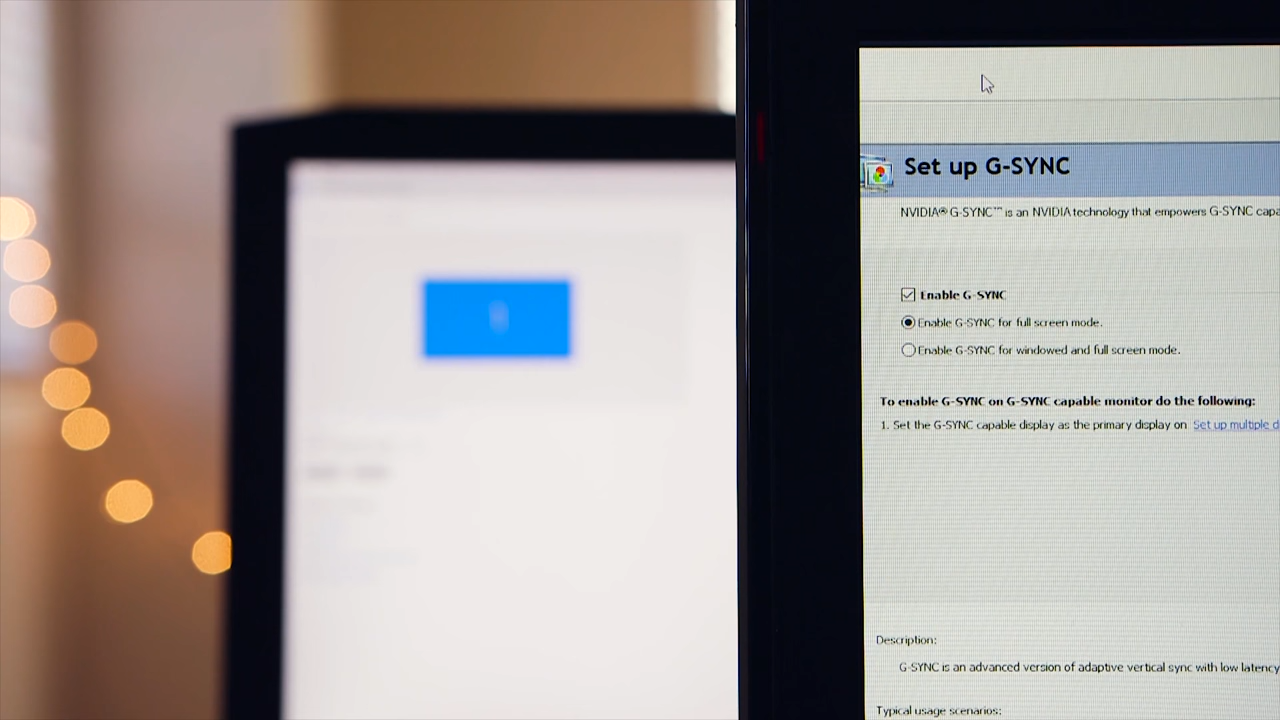 Set up G-SYNC
NVIDIA® G-SYNC™ is an NVIDIA technology that empowers G-SYNC capa
Enable G-SYNC
Enable G-SYNC for full screen mode.
Enable G-SYNC for windowed and full screen mode.
To enable G-SYNC on G-SYNC capable monitor do the following:
1. Set the G-SYNC capable display as the primary display on Set up multiple d
Description:
G-SYNC is an advanced version of adaptive vertical sync with low latency
Typical usage scenarios: